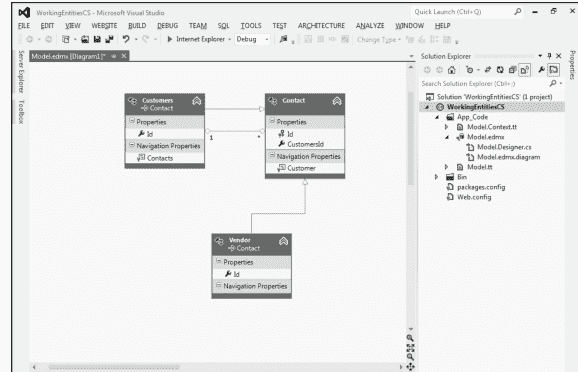 WorkingEntitiesCS - Microsoft Visual Studio
Quick Launch (Ctrl+Q)
FILE EDIT VIEW WEBSITE BUILD DEBUG TEAM SQL TOOLS TEST ARCHITECTURE ANALYZE WINDOW HELP
Internet Explorer Debug Change Type
Model.edmx [Diagram1]*
Server Explorer
Toolbox
Customers
Contact
Properties
Id
Navigation Properties
Contacts
1
*
Contact
Properties
Id
CustomersId
Navigation Properties
Customer
Vendor
Contact
Properties
Id
Navigation Properties
Solution Explorer
Search Solution Explorer (Ctrl+;)
Solution 'WorkingEntitiesCS' (1 project)
WorkingEntitiesCS
App_Code
Model.Context.tt
Model.edmx
Model.Designer.cs
Model.edmx.diagram
Model.tt
Bin
packages.config
Web.config
Properties